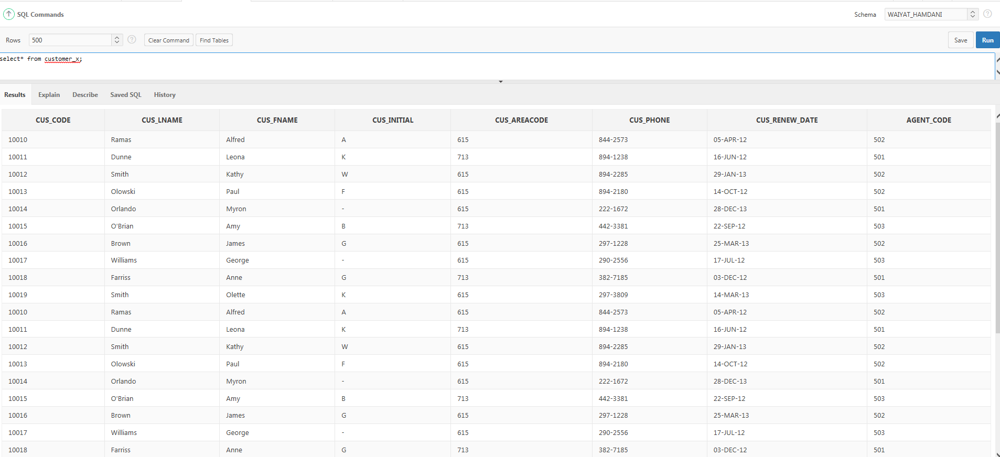 SQL Commands
Schema WAIYAT_HAMDANI
Rows 500 Clear Command Find Tables Save Run
select* from customer_x;
Results Explain Describe Saved SQL History
CUS_CODE CUS_LNAME CUS_FNAME CUS_INITIAL CUS_AREACODE CUS_PHONE CUS_RENEW_DATE AGENT_CODE
10010 Ramas Alfred A 615 844-2573 05-APR-12 502
10011 Dunne Leona K 713 894-1238 16-JUN-12 501
10012 Smith Kathy W 615 894-2285 29-JAN-13 502
10013 Olowski Paul F 615 894-2180 14-OCT-12 502
10014 Orlando Myron - 615 222-1672 28-DEC-13 501
10015 O'Brian Amy B 713 442-3381 22-SEP-12 503
10016 Brown James G 615 297-1228 25-MAR-13 502
10017 Williams George - 615 290-2556 17-JUL-12 503
10018 Farriss Anne G 713 382-7185 03-DEC-12 501
10019 Smith Olette K 615 297-3809 14-MAR-13 503
10010 Ramas Alfred A 615 844-2573 05-APR-12 502
10011 Dunne Leona K 713 894-1238 16-JUN-12 501
10012 Smith Kathy W 615 894-2285 29-JAN-13 502
10013 Olowski Paul F 615 894-2180 14-OCT-12 502
10014 Orlando Myron - 615 222-1672 28-DEC-13 501
10015 O'Brian Amy B 713 442-3381 22-SEP-12 503
10016 Brown James G 615 297-1228 25-MAR-13 502
10017 Williams George - 615 290-2556 17-JUL-12 503
10018 Farriss Anne G 713 382-7185 03-DEC-12 501